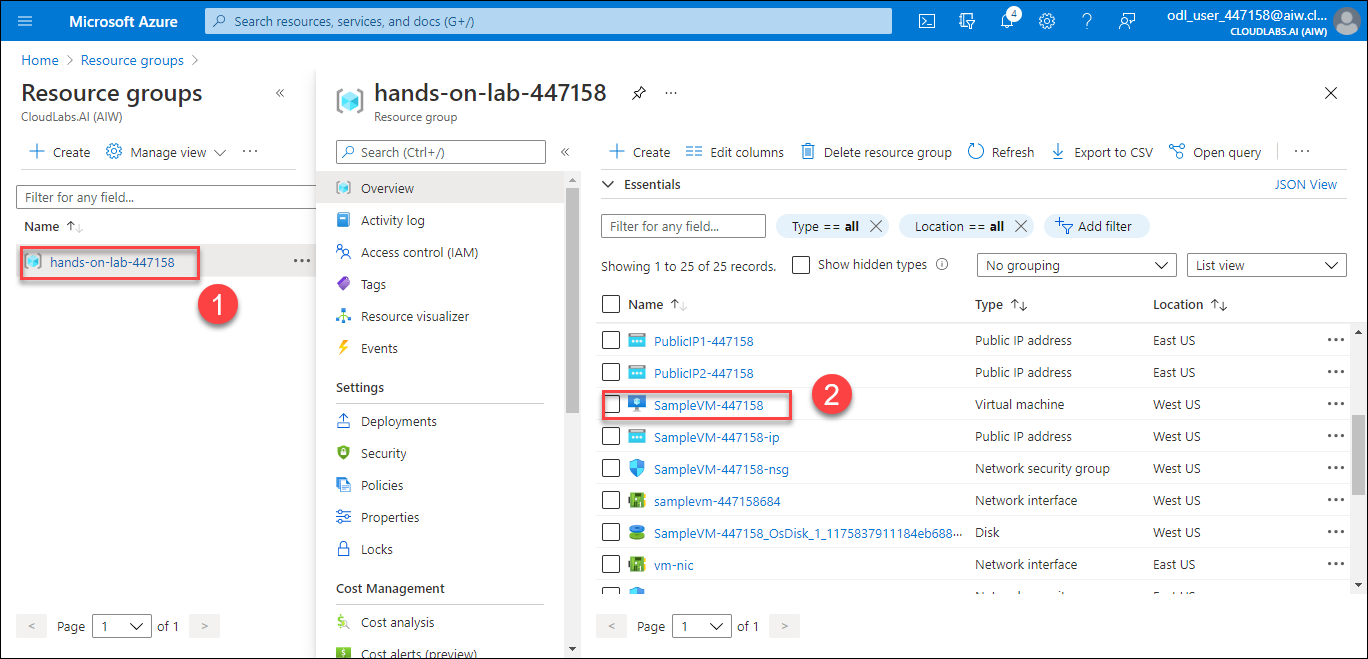 Microsoft Azure
Search resources, services, and docs (G+/)
4
odl_user_447158@aiw.cl...
CLOUDLABS.AI (AIW)
Home > Resource groups >
Resource groups «
CloudLabs.AI (AIW)
+ Create Manage view ...
Filter for any field...
Name ↑↓
hands-on-lab-447158 ...
1
< Page 1 of 1 >
hands-on-lab-447158 ...
Resource group
Search (Ctrl+/) «
Overview
Activity log
Access control (IAM)
Tags
Resource visualizer
Events
Settings
Deployments
Security
Policies
Properties
Locks
Cost Management
Cost analysis
Cost alerts (preview)
+ Create Edit columns Delete resource group Refresh Export to CSV Open query ...
Essentials JSON View
Filter for any field... Type == all Location == all Add filter
Showing 1 to 25 of 25 records. Show hidden types No grouping List view
Name ↑↓ Type ↑↓ Location ↑↓
PublicIP1-447158 Public IP address East US ...
PublicIP2-447158 Public IP address East US ...
SampleVM-447158 Virtual machine West US ...
2
SampleVM-447158-ip Public IP address West US ...
SampleVM-447158-nsg Network security group West US ...
samplevm-447158684 Network interface West US ...
SampleVM-447158_OsDisk_1_1175837911184eb688... Disk West US ...
vm-nic Network interface East US ...
< Page 1 of 1 >